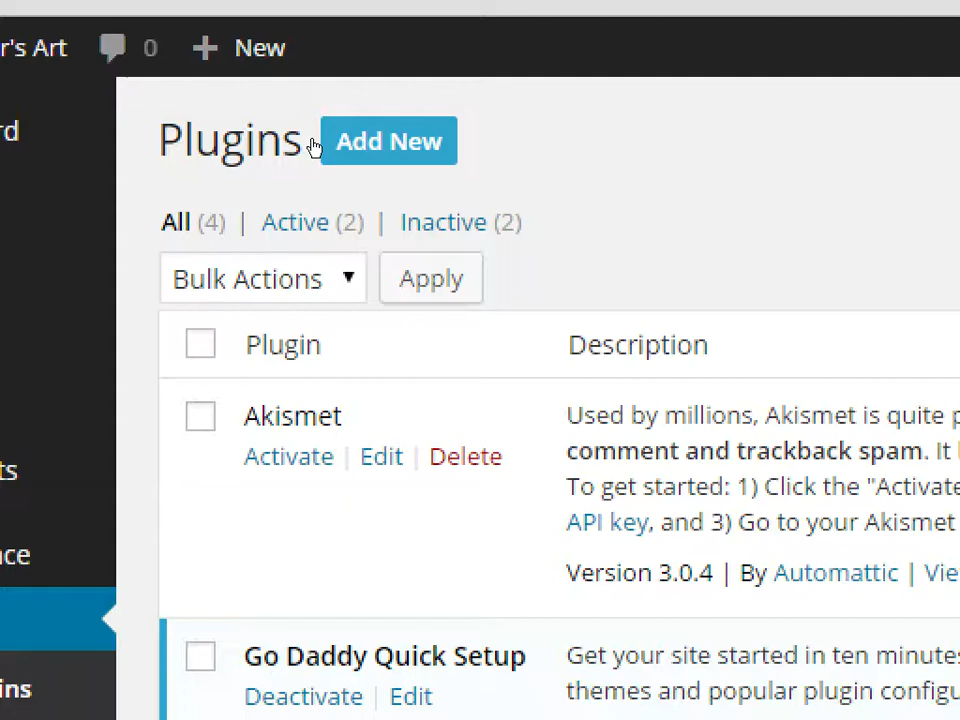 r's Art 0 + New
rd
Plugins Add New
All (4) | Active (2) | Inactive (2)
Bulk Actions ▼ Apply
Plugin Description
Akismet Used by millions, Akismet is quite p
Activate | Edit | Delete comment and trackback spam. It
ts To get started: 1) Click the "Activate
API key, and 3) Go to your Akismet
nce
Version 3.0.4 | By Automattic | Vie
Go Daddy Quick Setup Get your site started in ten minutes
ins Deactivate | Edit themes and popular plugin configu